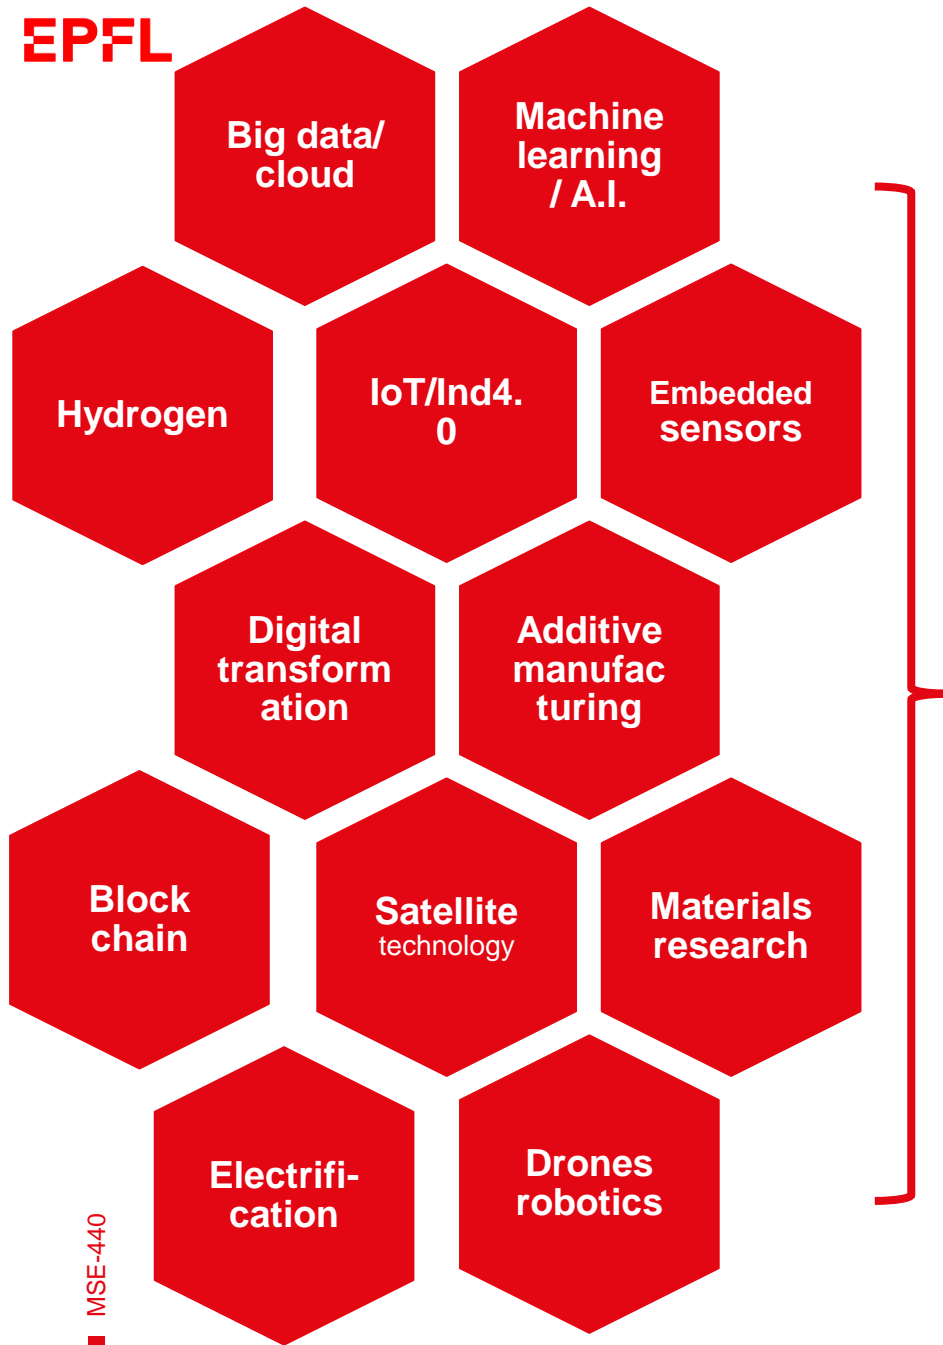 EPFL
Big data/
cloud
Machine
learning
/ A.I.
Hydrogen
IoT/Ind4.
0
Embedded
sensors
Digital
transform
ation
Additive
manufac
turing
Block
chain
Satellite
technology
Materials
research
Electrifi-
cation
Drones
robotics
MSE-440